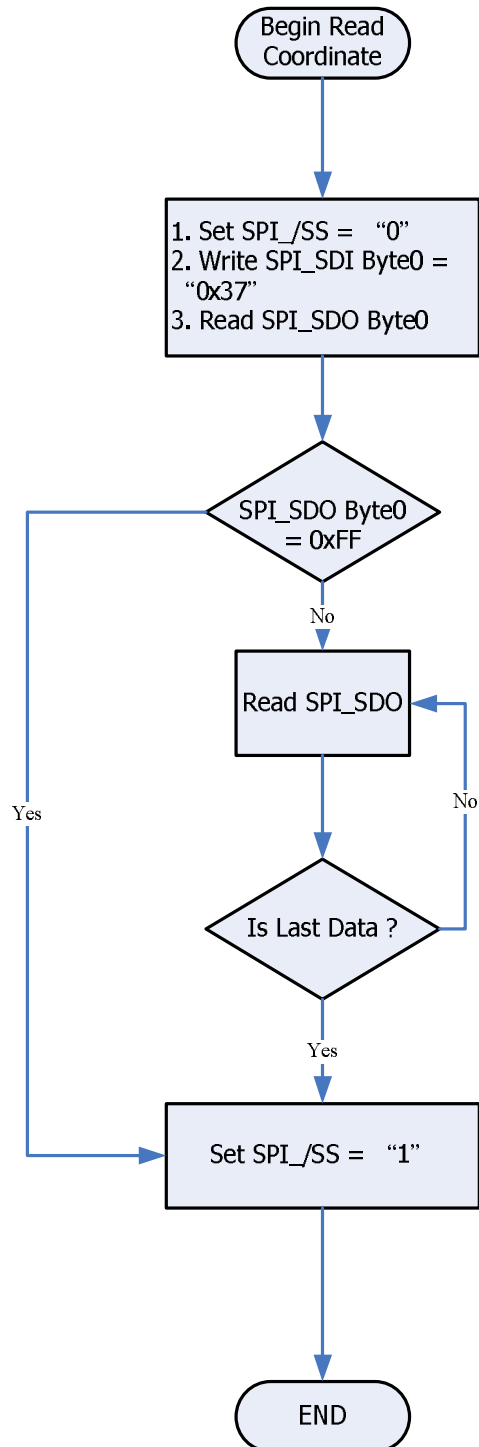 Begin Read
Coordinate
1. Set SPI_/SS = “0”
2. Write SPI_SDI Byte0 =
“0x37”
3. Read SPI_SDO Byte0
SPI_SDO Byte0
= 0xFF
No
Read SPI_SDO
No
Yes
Is Last Data ?
Yes
Set SPI_/SS = “1”
END